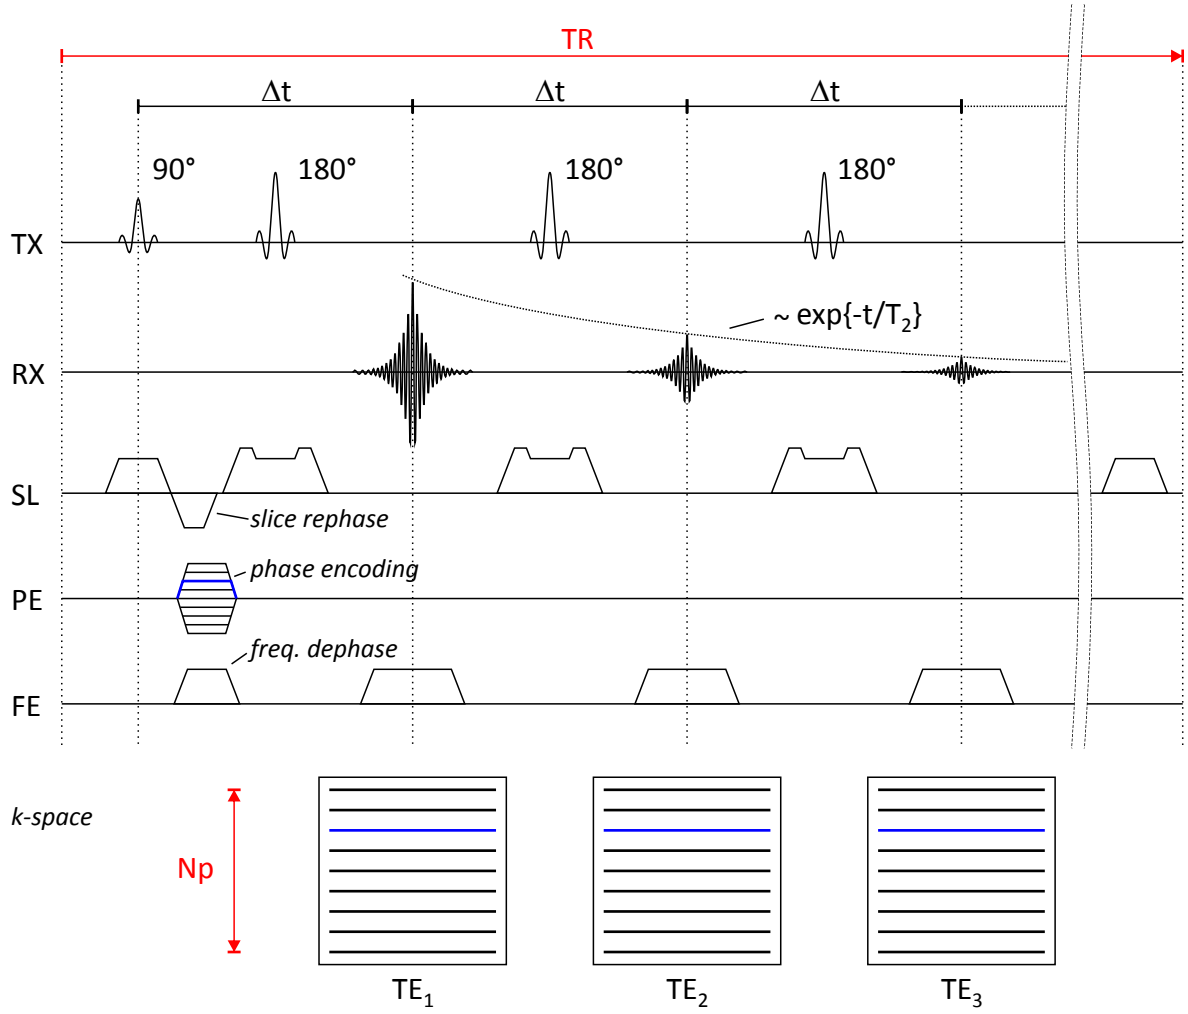 TR
Δt Δt Δt
90° 180° 180° 180°
TX
~ exp{-t/T₂}
RX
SL
slice rephase
phase encoding
PE
freq. dephase
FE
k-space
Np
TE₁ TE₂ TE₃